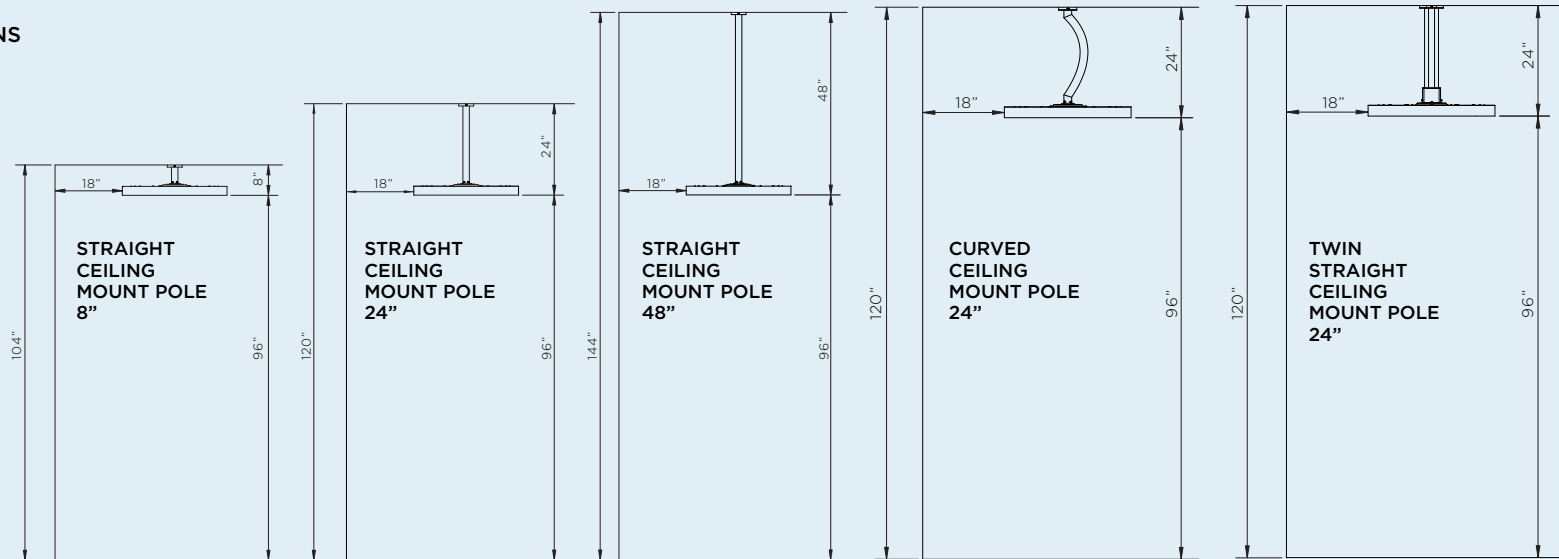 NS
104"
18"
8"
96"
STRAIGHT
CEILING
MOUNT POLE
8”
120"
18"
24"
96"
STRAIGHT
CEILING
MOUNT POLE
24”
144"
18"
48"
96"
STRAIGHT
CEILING
MOUNT POLE
48”
120"
18"
24"
96"
CURVED
CEILING
MOUNT POLE
24”
120"
18"
24"
96"
TWIN
STRAIGHT
CEILING
MOUNT POLE
24”